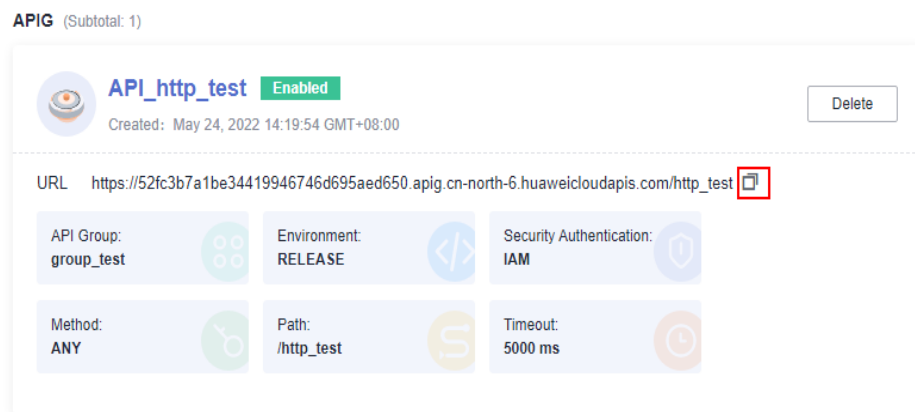 APIG (Subtotal: 1)
API_http_test Enabled
Delete
Created: May 24, 2022 14:19:54 GMT+08:00
URL https://52fc3b7a1be34419946746d695aed650.apig.cn-north-6.huaweicloudapis.com/http_test
API Group: Environment: Security Authentication:
group_test RELEASE IAM
Method: Path: Timeout:
ANY /http_test 5000 ms